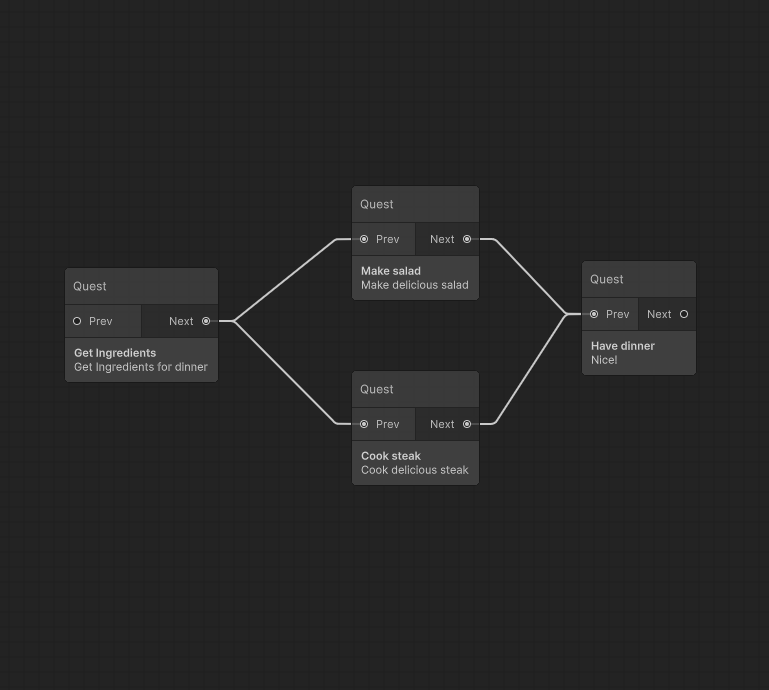 Quest
Prev Next
Get Ingredients
Get Ingredients for dinner
Quest
Prev Next
Make salad
Make delicious salad
Quest
Prev Next
Cook steak
Cook delicious steak
Quest
Prev Next
Have dinner
Nice!